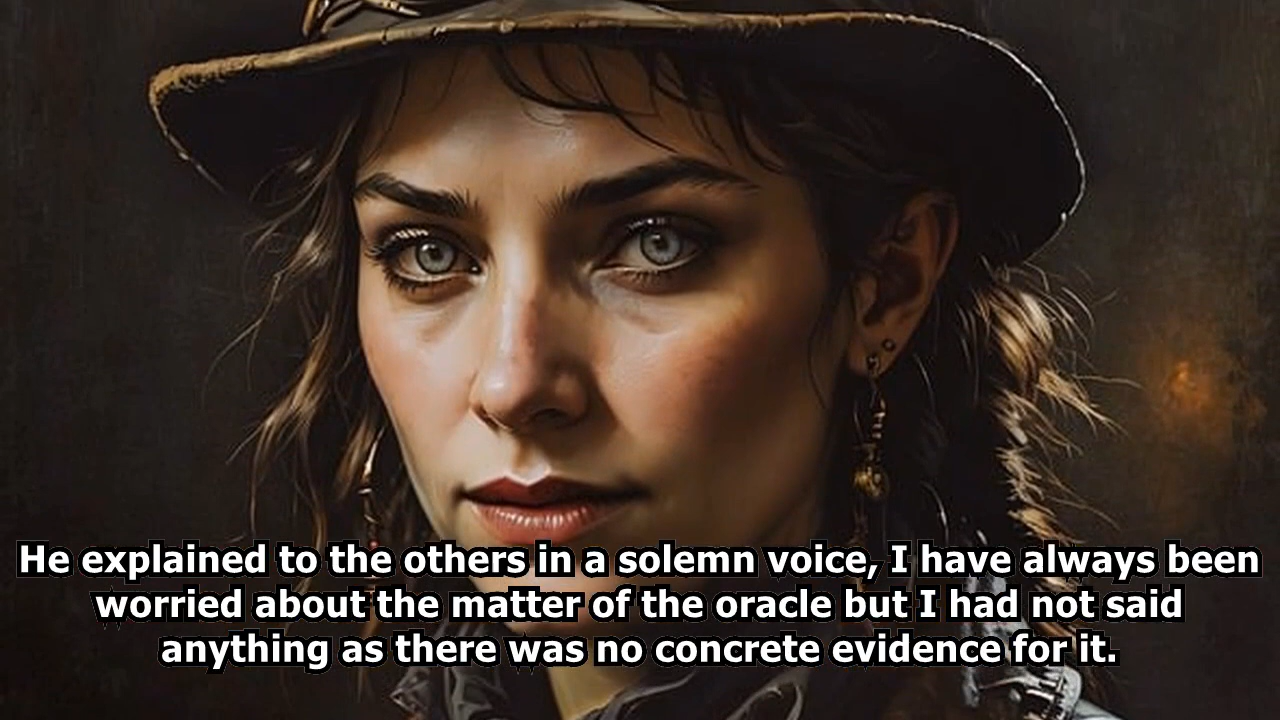 He explained to the others in a solemn voice, I have always been
worried about the matter of the oracle but I had not said
anything as there was no concrete evidence for it.